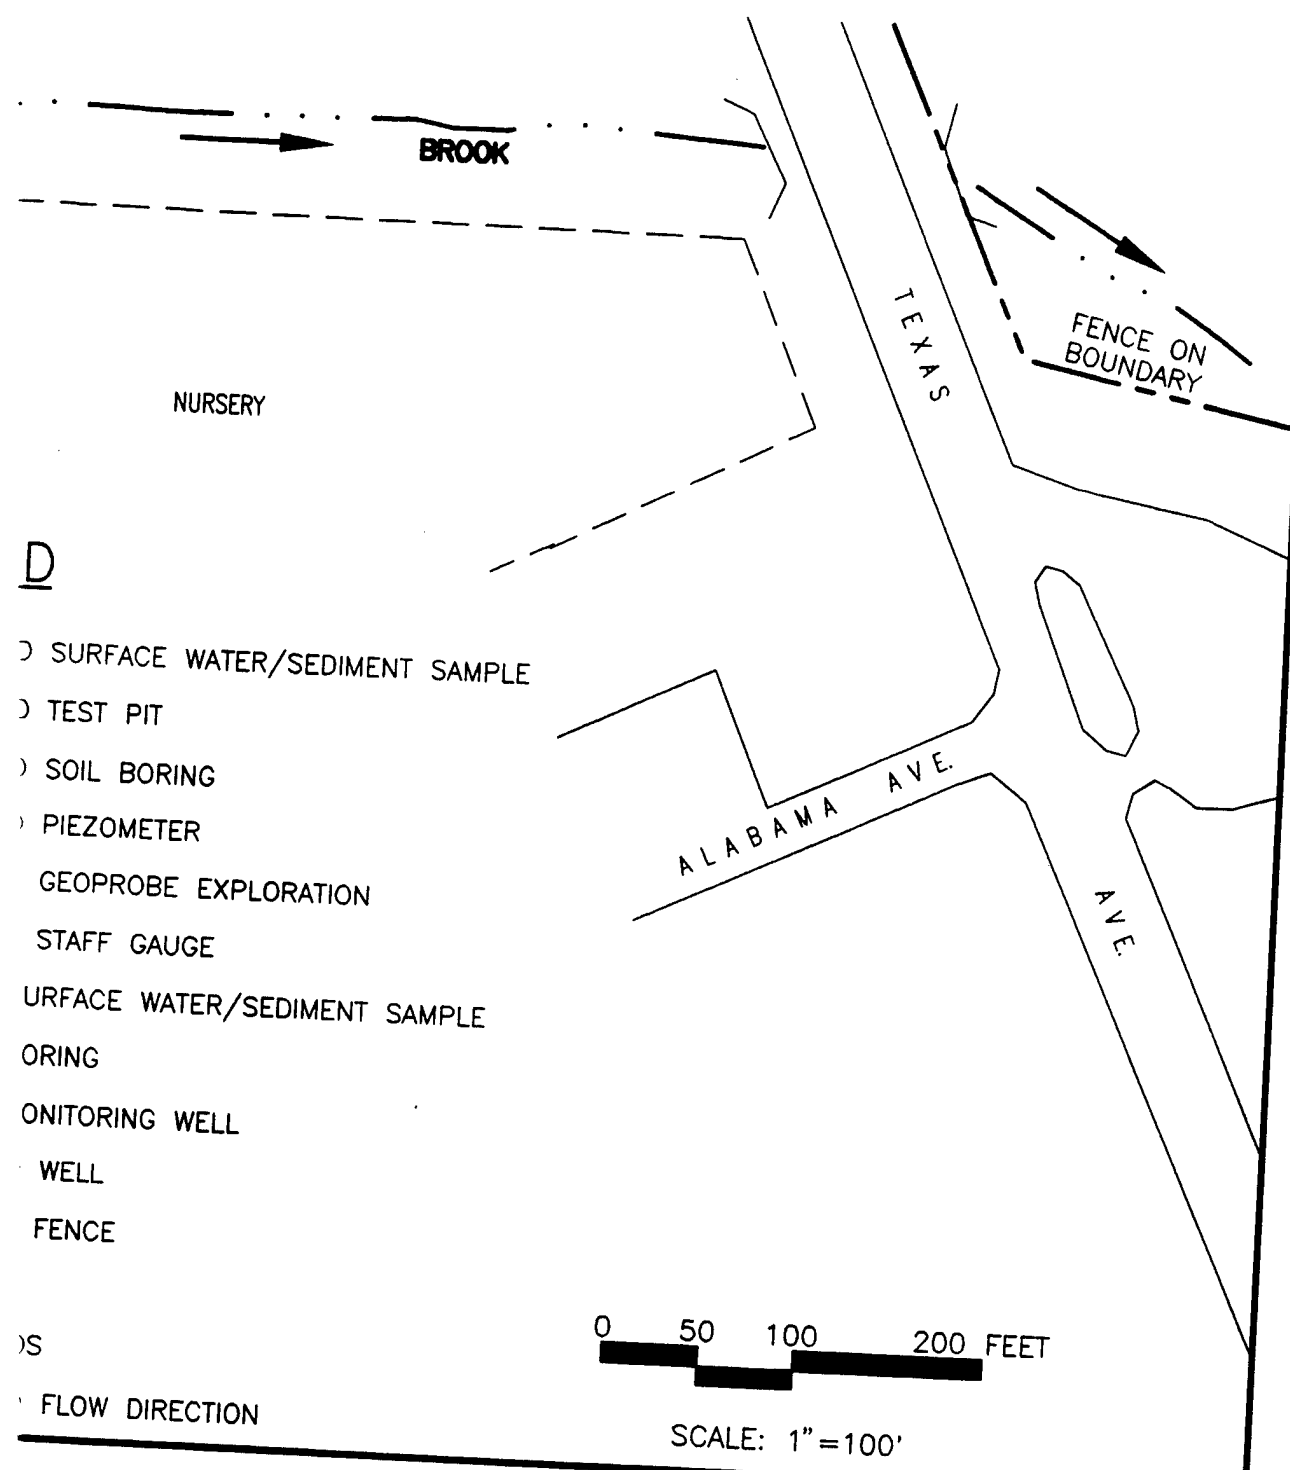 BROOK
TEXAS
FENCE ON
BOUNDARY
NURSERY
D
SURFACE WATER/SEDIMENT SAMPLE
TEST PIT
SOIL BORING
PIEZOMETER
GEOPROBE EXPLORATION
STAFF GAUGE
URFACE WATER/SEDIMENT SAMPLE
ORING
ONITORING WELL
WELL
FENCE
OS
FLOW DIRECTION
ALABAMA AVE.
AVE.
0 50 100 200 FEET
SCALE: 1"=100'